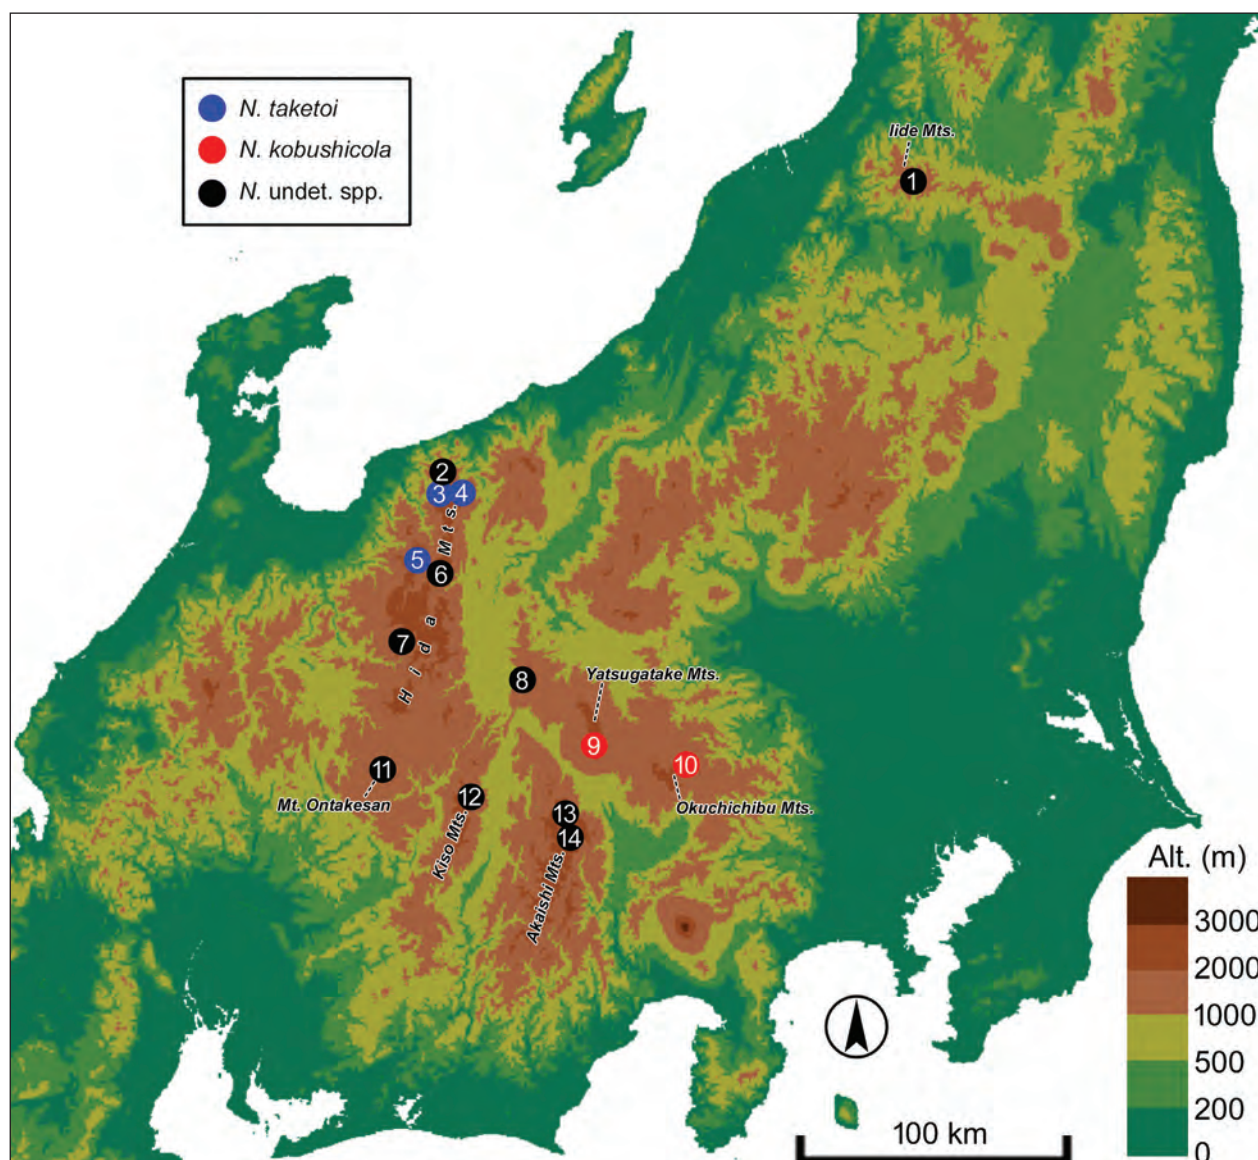 N. taketoi
N. kobushicola
N. undet. spp.
Iide Mts.
1
2
3 4
5
6
Hida Mts.
7
8
Yatsugatake Mts.
9
10
Okuchichibu Mts.
11
Mt. Ontakesan
12
Kiso Mts.
13
14
Akaishi Mts.
Alt. (m)
3000
2000
1000
500
200
0
100 km